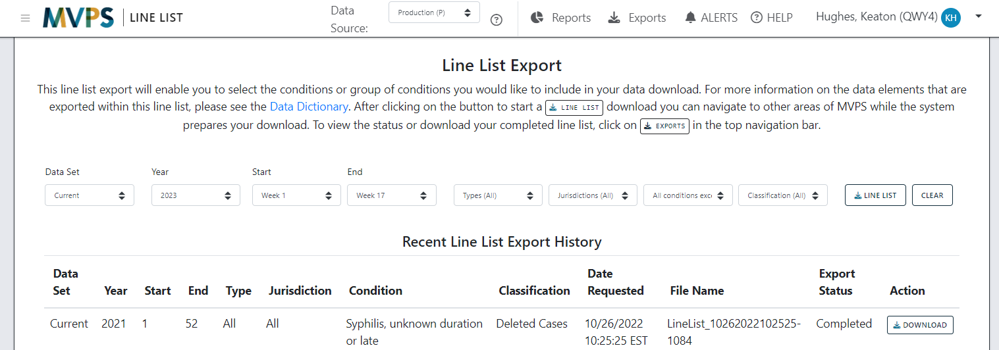 MVPS LINE LIST
Data Source:
Production (P)
Reports
Exports
ALERTS
HELP
Hughes, Keaton (QWY4) KH
Line List Export
This line list export will enable you to select the conditions or group of conditions you would like to include in your data download. For more information on the data elements that are
exported within this line list, please see the Data Dictionary. After clicking on the button to start a LINE LIST download you can navigate to other areas of MVPS while the system
prepares your download. To view the status or download your completed line list, click on EXPORTS in the top navigation bar.
Data Set Year Start End
Current 2023 Week 1 Week 17 Types (All) Jurisdictions (All) All conditions exc Classification (All) LINE LIST CLEAR
Recent Line List Export History
Data Set Year Start End Type Jurisdiction Condition Classification Date Requested File Name Export Status Action
Current 2021 1 52 All All Syphilis, unknown duration or late Deleted Cases 10/26/2022 10:25:25 EST LineList_10262022102525-1084 Completed DOWNLOAD